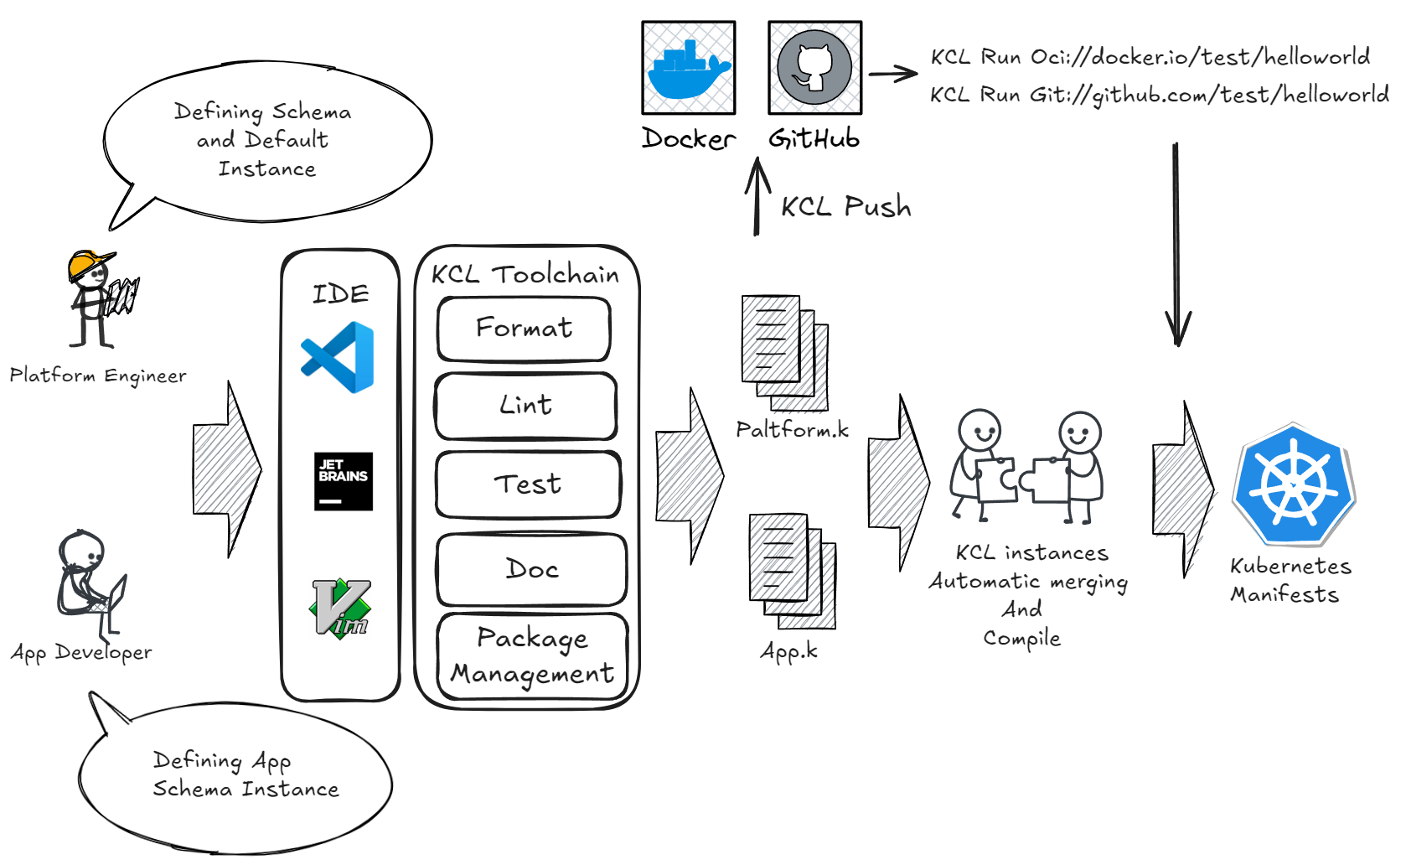 Docker
GitHub
KCL Run Oci://docker.io/test/helloworld
KCL Run Git://github.com/test/helloworld
Defining Schema
and Default
Instance
KCL Push
Platform Engineer
IDE
JET
BRAINS
Vim
KCL Toolchain
Format
Lint
Test
Doc
Package
Management
Paltform.k
App.k
KCL instances
Automatic merging
And
Compile
Kubernetes
Manifests
App Developer
Defining App
Schema Instance